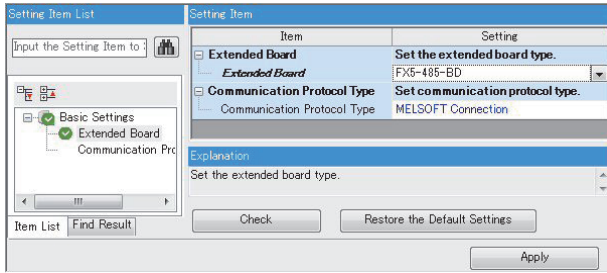 Setting Item List
Input the Setting Item to
Basic Settings
Extended Board
Communication Pro
Item List
Find Result
Setting Item
Item Setting
Extended Board Set the extended board type.
Extended Board FX5-485-BD
Communication Protocol Type Set communication protocol type.
Communication Protocol Type MELSOFT Connection
Explanation
Set the extended board type.
Check
Restore the Default Settings
Apply